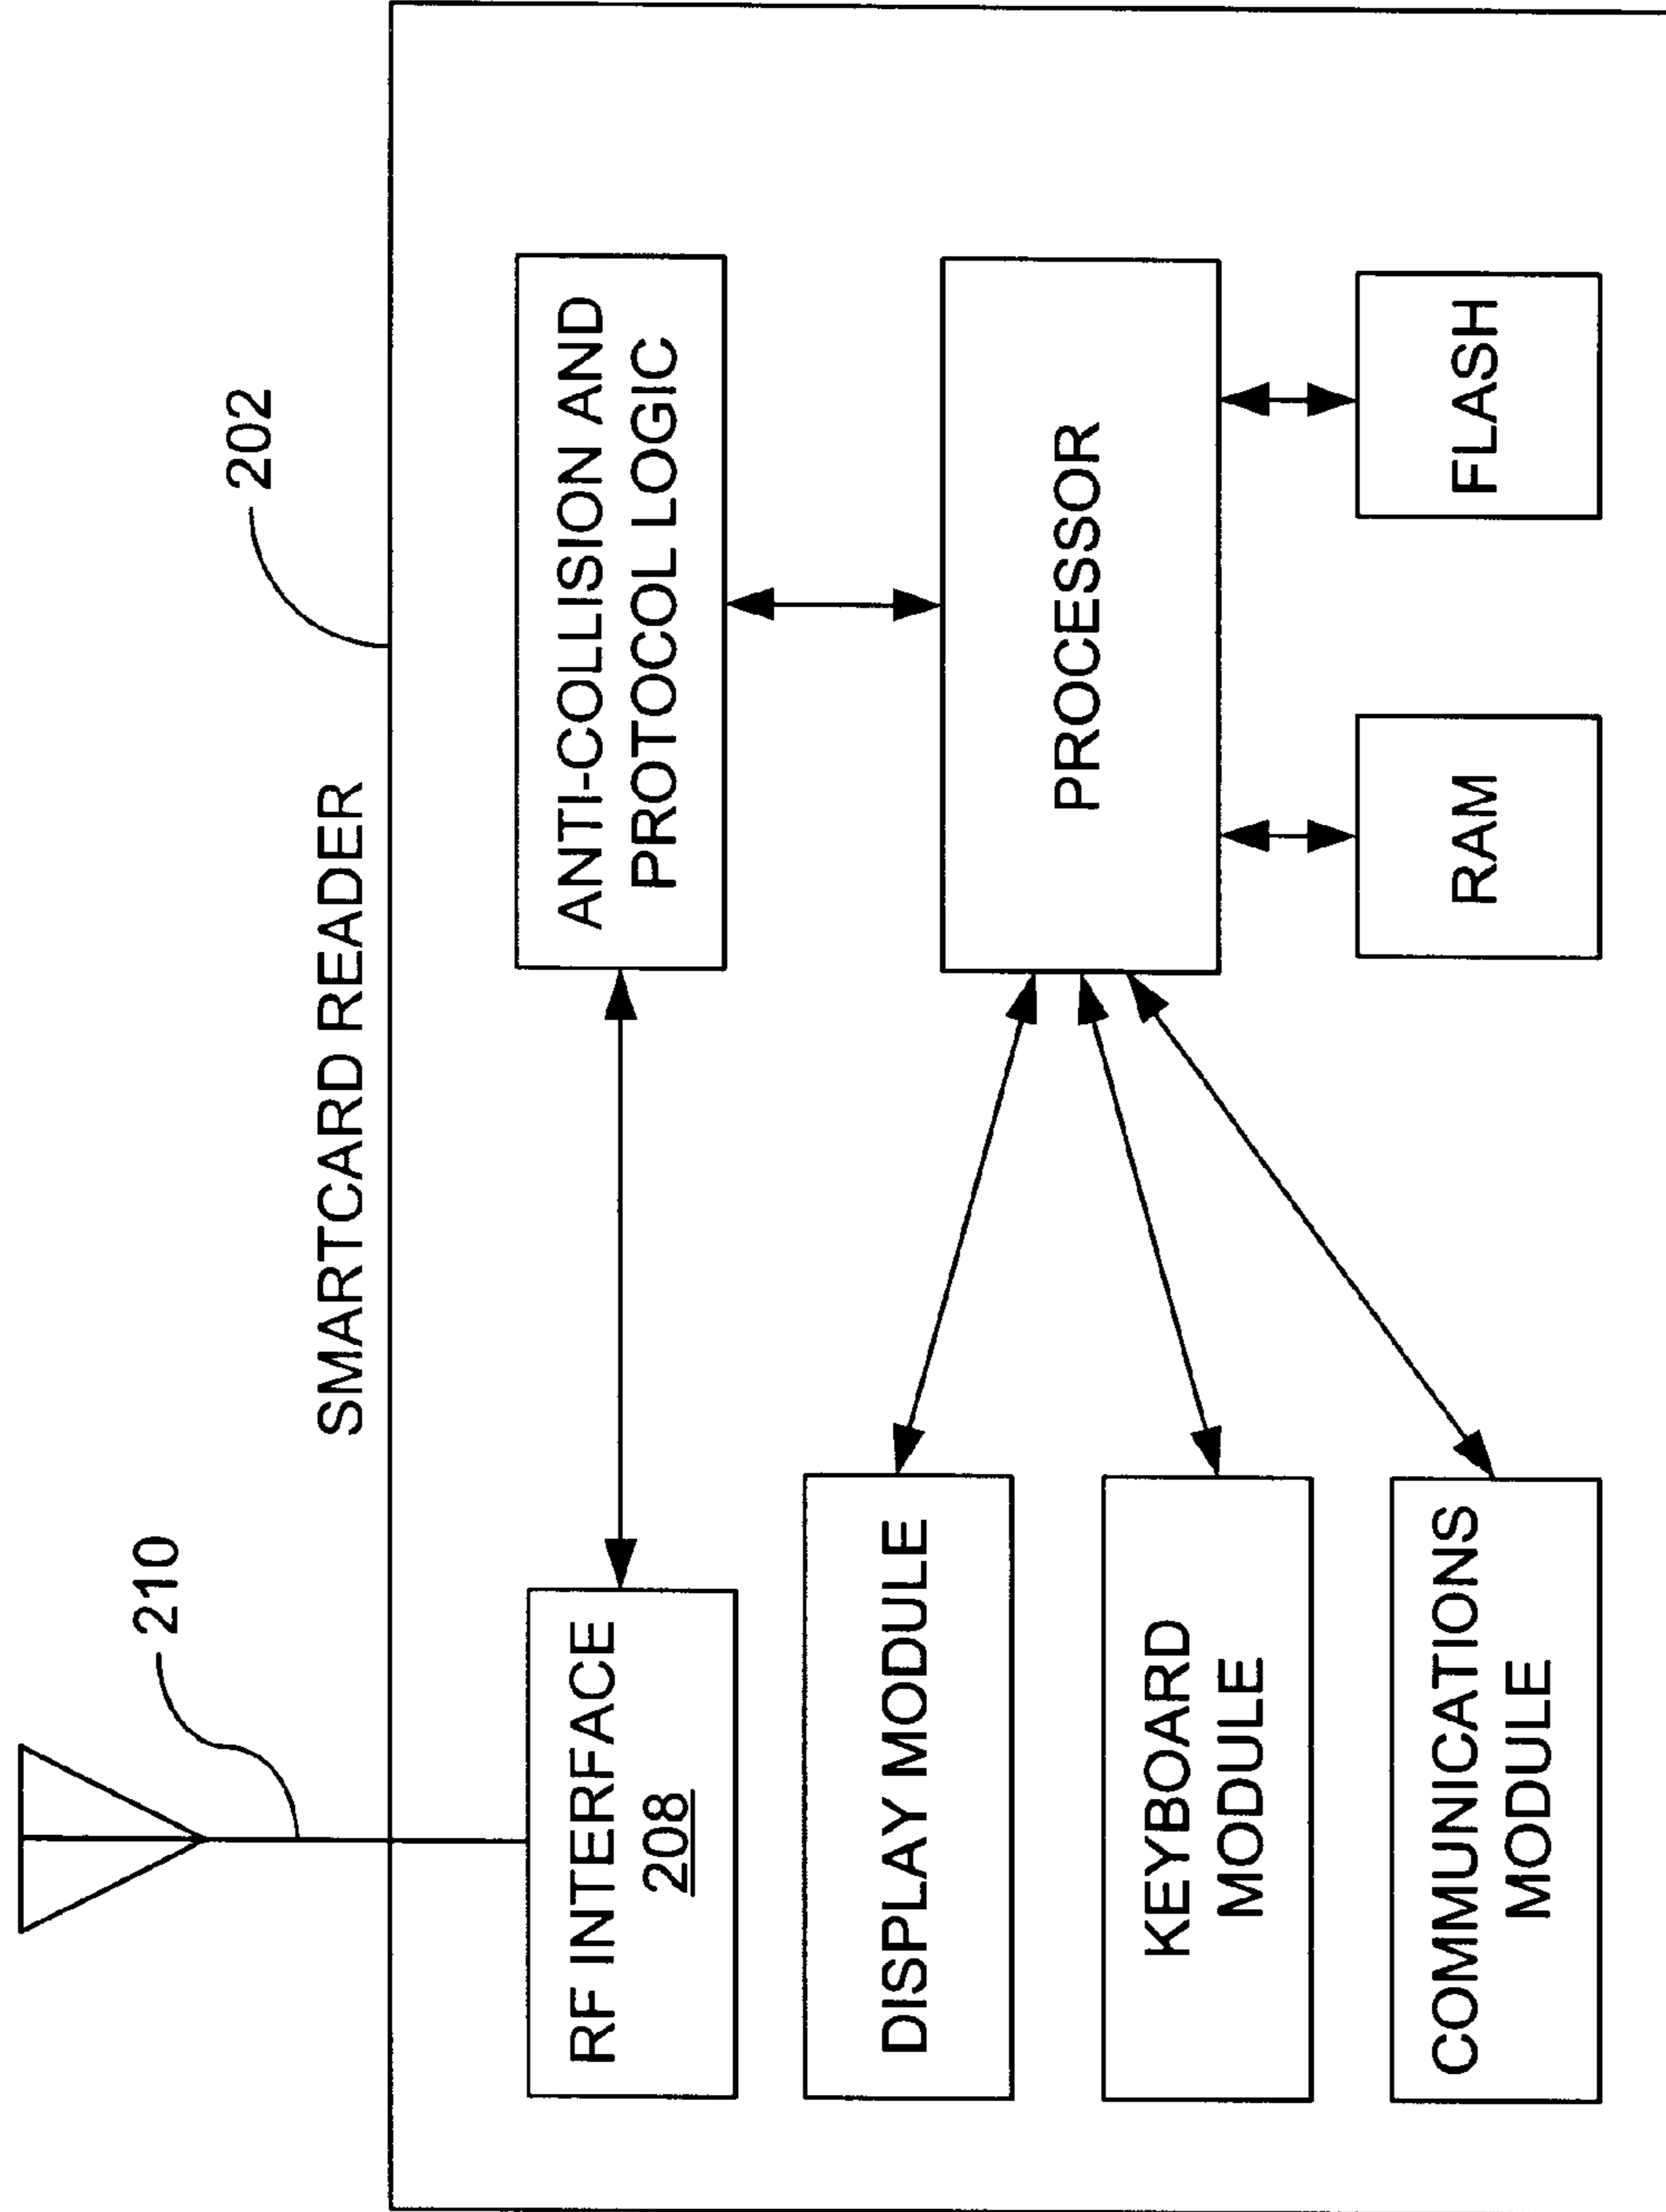 210
SMARTCARD READER
202
RF INTERFACE
208
ANTI-COLLISION AND
PROTOCOL LOGIC
DISPLAY MODULE
PROCESSOR
KEYBOARD
MODULE
COMMUNICATIONS
MODULE
RAM
FLASH